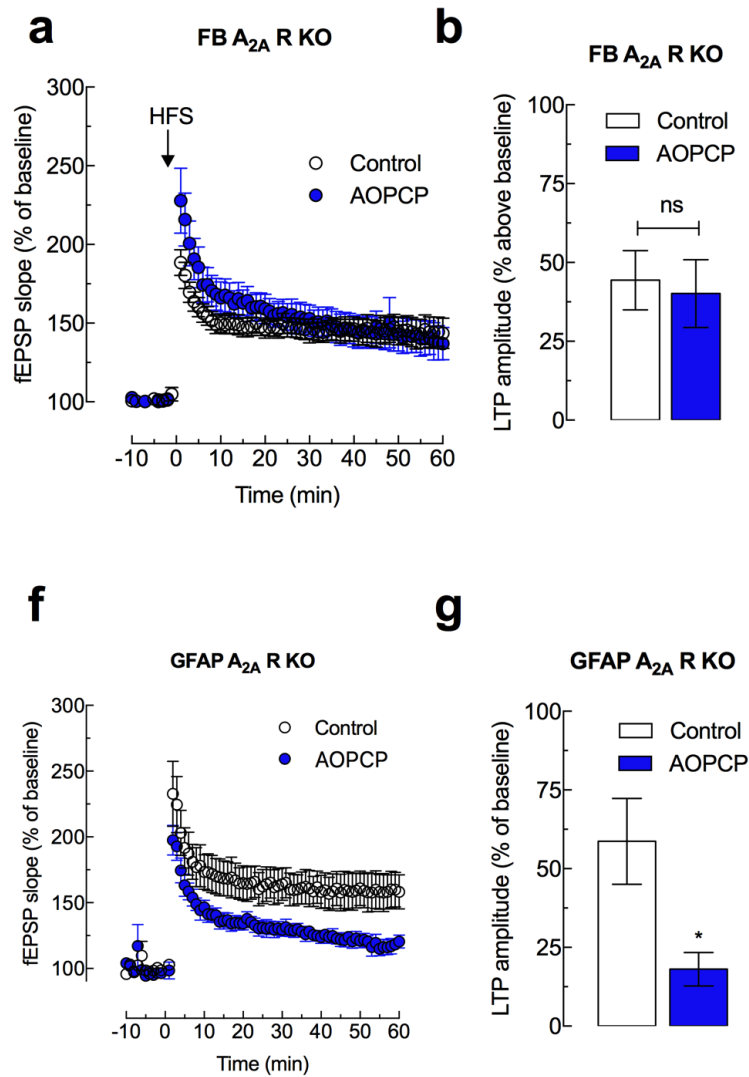 a
FB A2A R KO
fEPSP slope (% of baseline)
300
250
200
150
100
HFS
Control
AOPCP
-10 0 10 20 30 40 50 60
Time (min)
b
FB A2A R KO
LTP amplitude (% above baseline)
100
75
50
25
0
Control
AOPCP
ns
f
GFAP A2A R KO
fEPSP slope (% of baseline)
300
250
200
150
100
Control
AOPCP
-10 0 10 20 30 40 50 60
Time (min)
g
GFAP A2A R KO
LTP amplitude (% of baseline)
100
75
50
25
0
Control
AOPCP
*